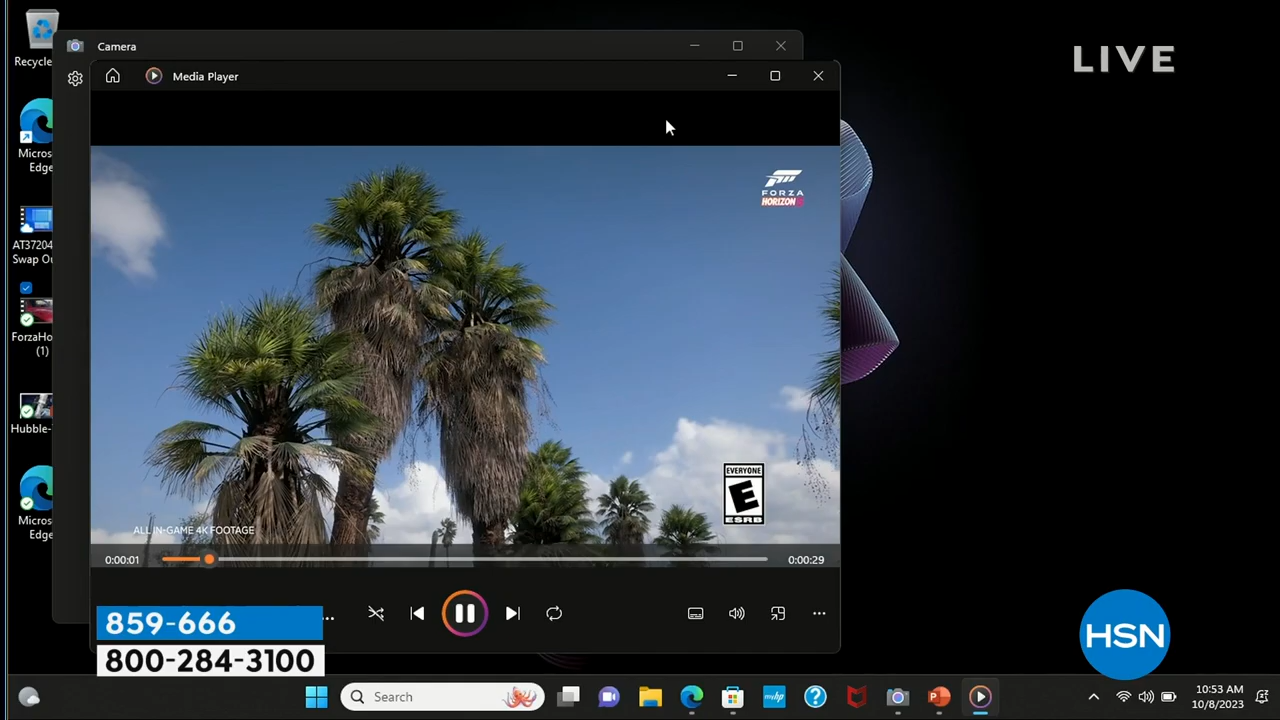 Recycle
Camera
LIVE
Media Player
Micros
Edge
FORZA
HORIZON
AT37204
Swap Ou
ForzaHo
(1)
Hubble-
EVERYONE
E
ESRB
Micros
Edge
ALL IN-GAME 4K FOOTAGE
0:00:01
0:00:29
859-666
800-284-3100
HSN
Search
myhp
10:53 AM
10/8/2023